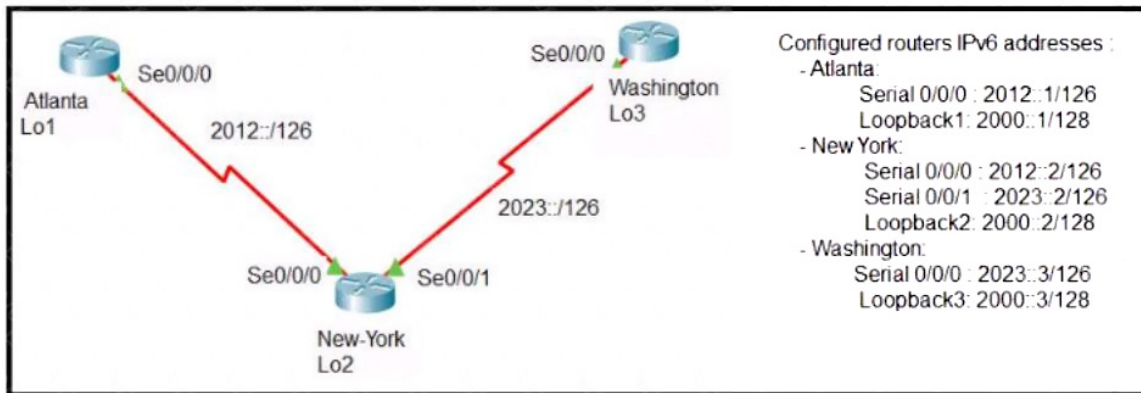 Se0/0/0
Atlanta
Lo1
2012::/126
Se0/0/0
Washington
Lo3
2023::/126
Se0/0/0
Se0/0/1
New-York
Lo2
Configured routers IPv6 addresses :
- Atlanta:
Serial 0/0/0 : 2012::1/126
Loopback1: 2000::1/128
- New York:
Serial 0/0/0 : 2012::2/126
Serial 0/0/1 : 2023::2/126
Loopback2: 2000::2/128
- Washington:
Serial 0/0/0 : 2023::3/126
Loopback3: 2000::3/128